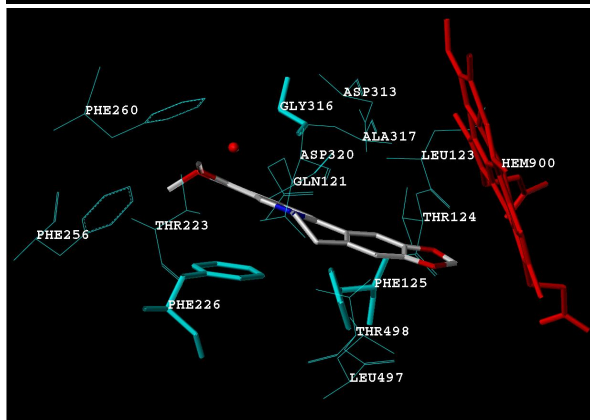 ASP313
GLY316
PHE260
ALA317
ASP320
LEU123
HEM900
GLN121
THR124
THR223
PHE256
PHE125
PHE226
THR498
LEU497